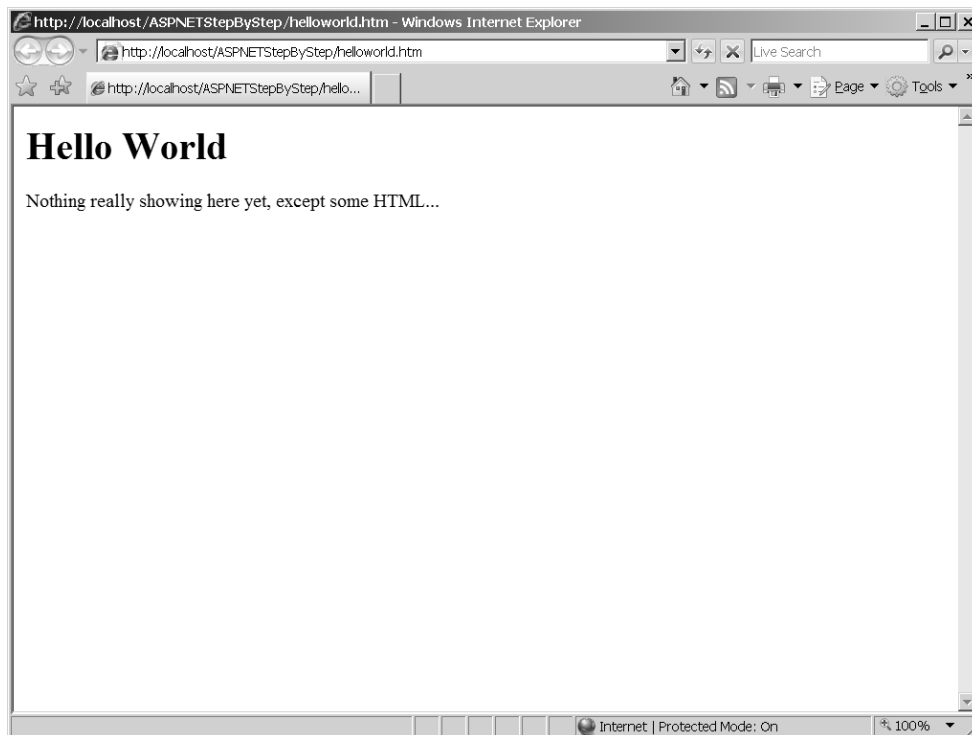 http://localhost/ASPNETStepByStep/helloworld.htm - Windows Internet Explorer
http://localhost/ASPNETStepByStep/helloworld.htm
Live Search
http://localhost/ASPNETStepByStep/hello...
Page
Tools
Hello World
Nothing really showing here yet, except some HTML...
Internet | Protected Mode: On
100%